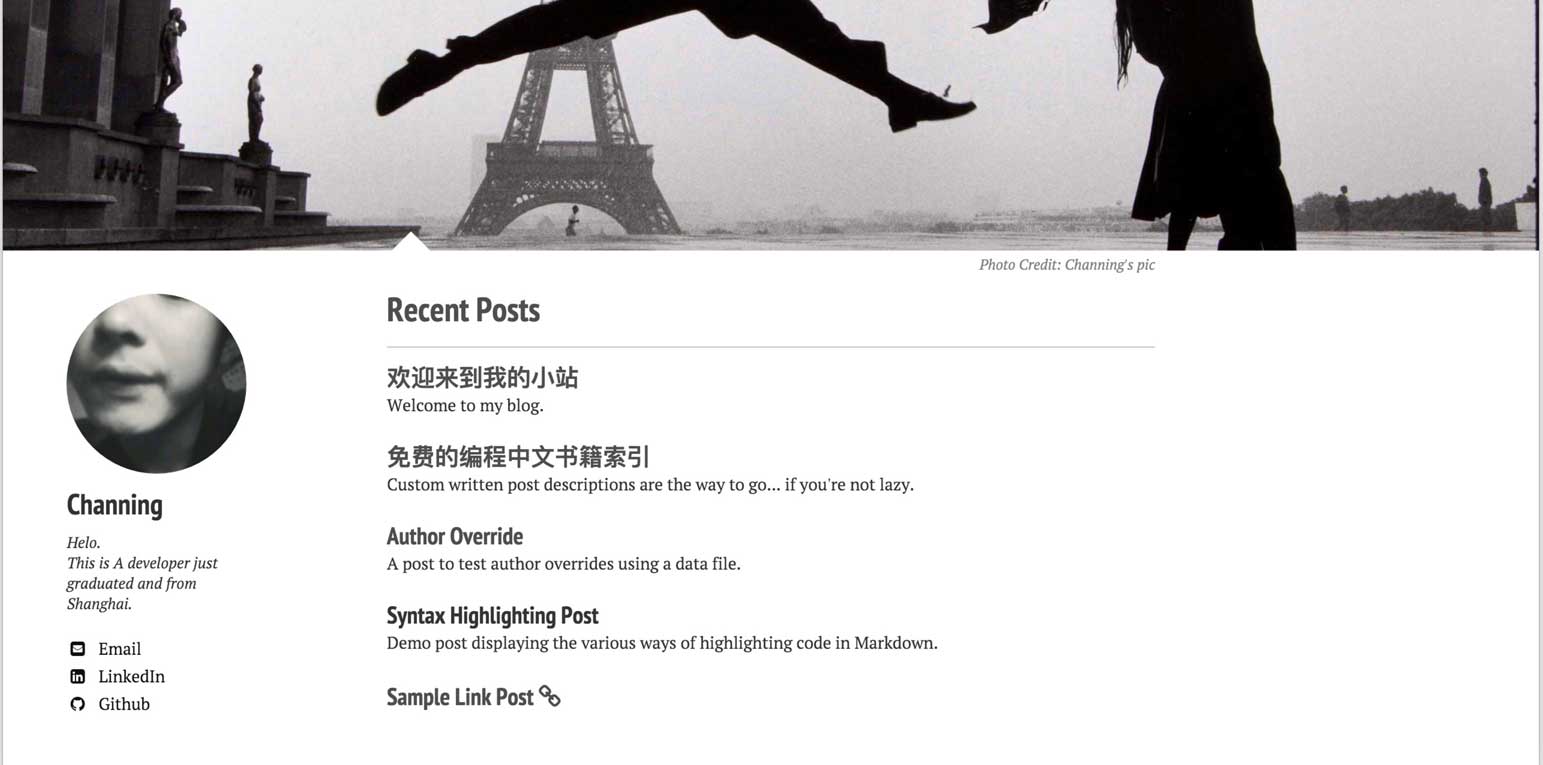 Photo Credit: Channing's pic
Channing
Helo.
This is A developer just
graduated and from
Shanghai.
Email
LinkedIn
Github
Recent Posts
欢迎来到我的小站
Welcome to my blog.
免费的编程中文书籍索引
Custom written post descriptions are the way to go... if you're not lazy.
Author Override
A post to test author overrides using a data file.
Syntax Highlighting Post
Demo post displaying the various ways of highlighting code in Markdown.
Sample Link Post